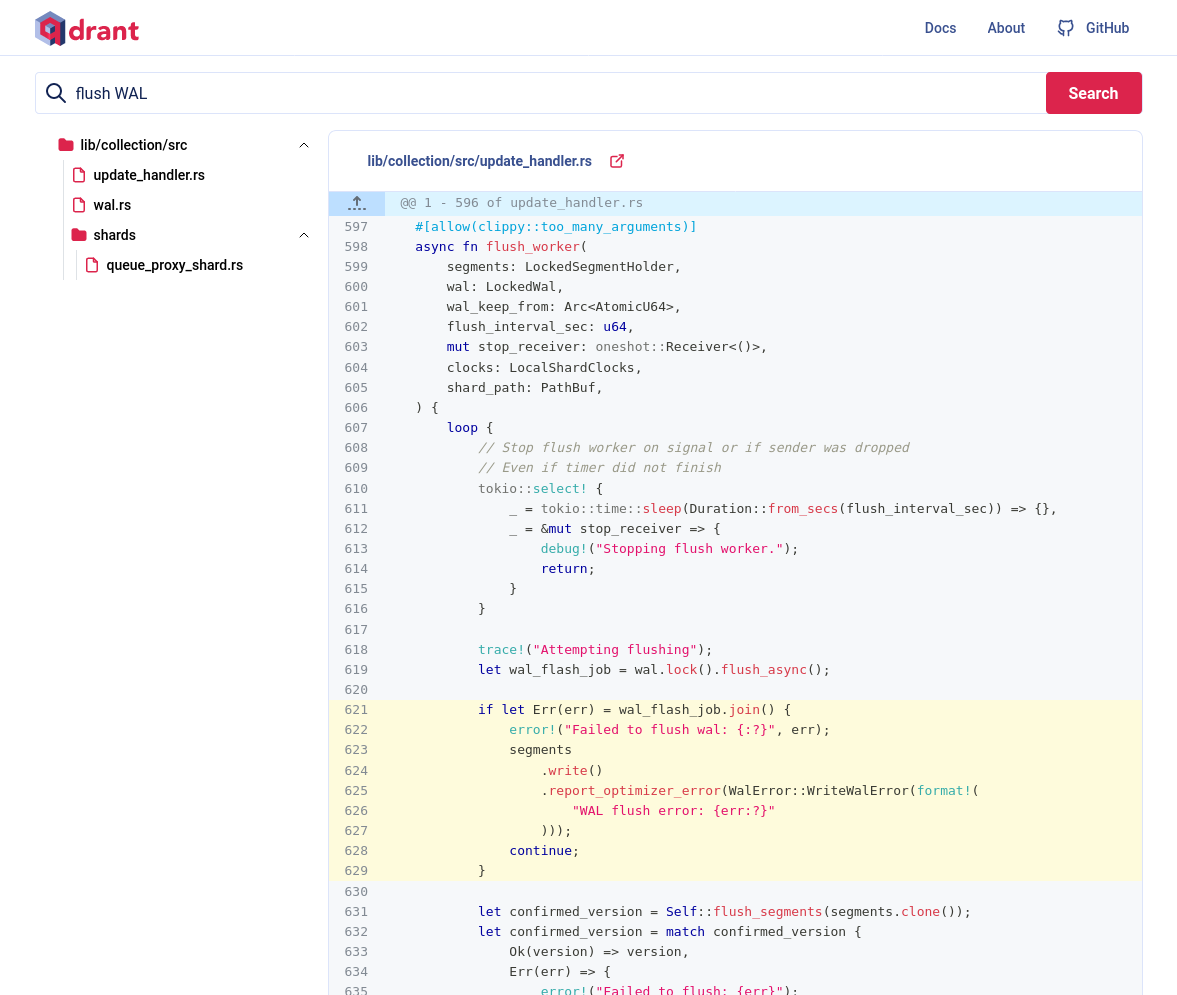 qdrant
Docs About GitHub
flush WAL
Search
lib/collection/src
update_handler.rs
wal.rs
shards
queue_proxy_shard.rs
lib/collection/src/update_handler.rs
@@ 1 - 596 of update_handler.rs
597 #[allow(clippy::too_many_arguments)]
598 async fn flush_worker(
599 segments: LockedSegmentHolder,
600 wal: LockedWal,
601 wal_keep_from: Arc<AtomicU64>,
602 flush_interval_sec: u64,
603 mut stop_receiver: oneshot::Receiver<()>,
604 clocks: LocalShardClocks,
605 shard_path: PathBuf,
606 ) {
607 loop {
608 // Stop flush worker on signal or if sender was dropped
609 // Even if timer did not finish
610 tokio::select! {
611 _ = tokio::time::sleep(Duration::from_secs(flush_interval_sec)) => {},
612 _ = &mut stop_receiver => {
613 debug!("Stopping flush worker.");
614 return;
615 }
616 }
617
618 trace!("Attempting flushing");
619 let wal_flash_job = wal.lock().flush_async();
620
621 if let Err(err) = wal_flash_job.join() {
622 error!("Failed to flush wal: {:?}", err);
623 segments
624 .write()
625 .report_optimizer_error(WalError::WriteWalError(format!(
626 "WAL flush error: {err:?}"
627 )));
628 continue;
629 }
630
631 let confirmed_version = Self::flush_segments(segments.clone());
632 let confirmed_version = match confirmed_version {
633 Ok(version) => version,
634 Err(err) => {
635 error!("Failed to flush: {err}");